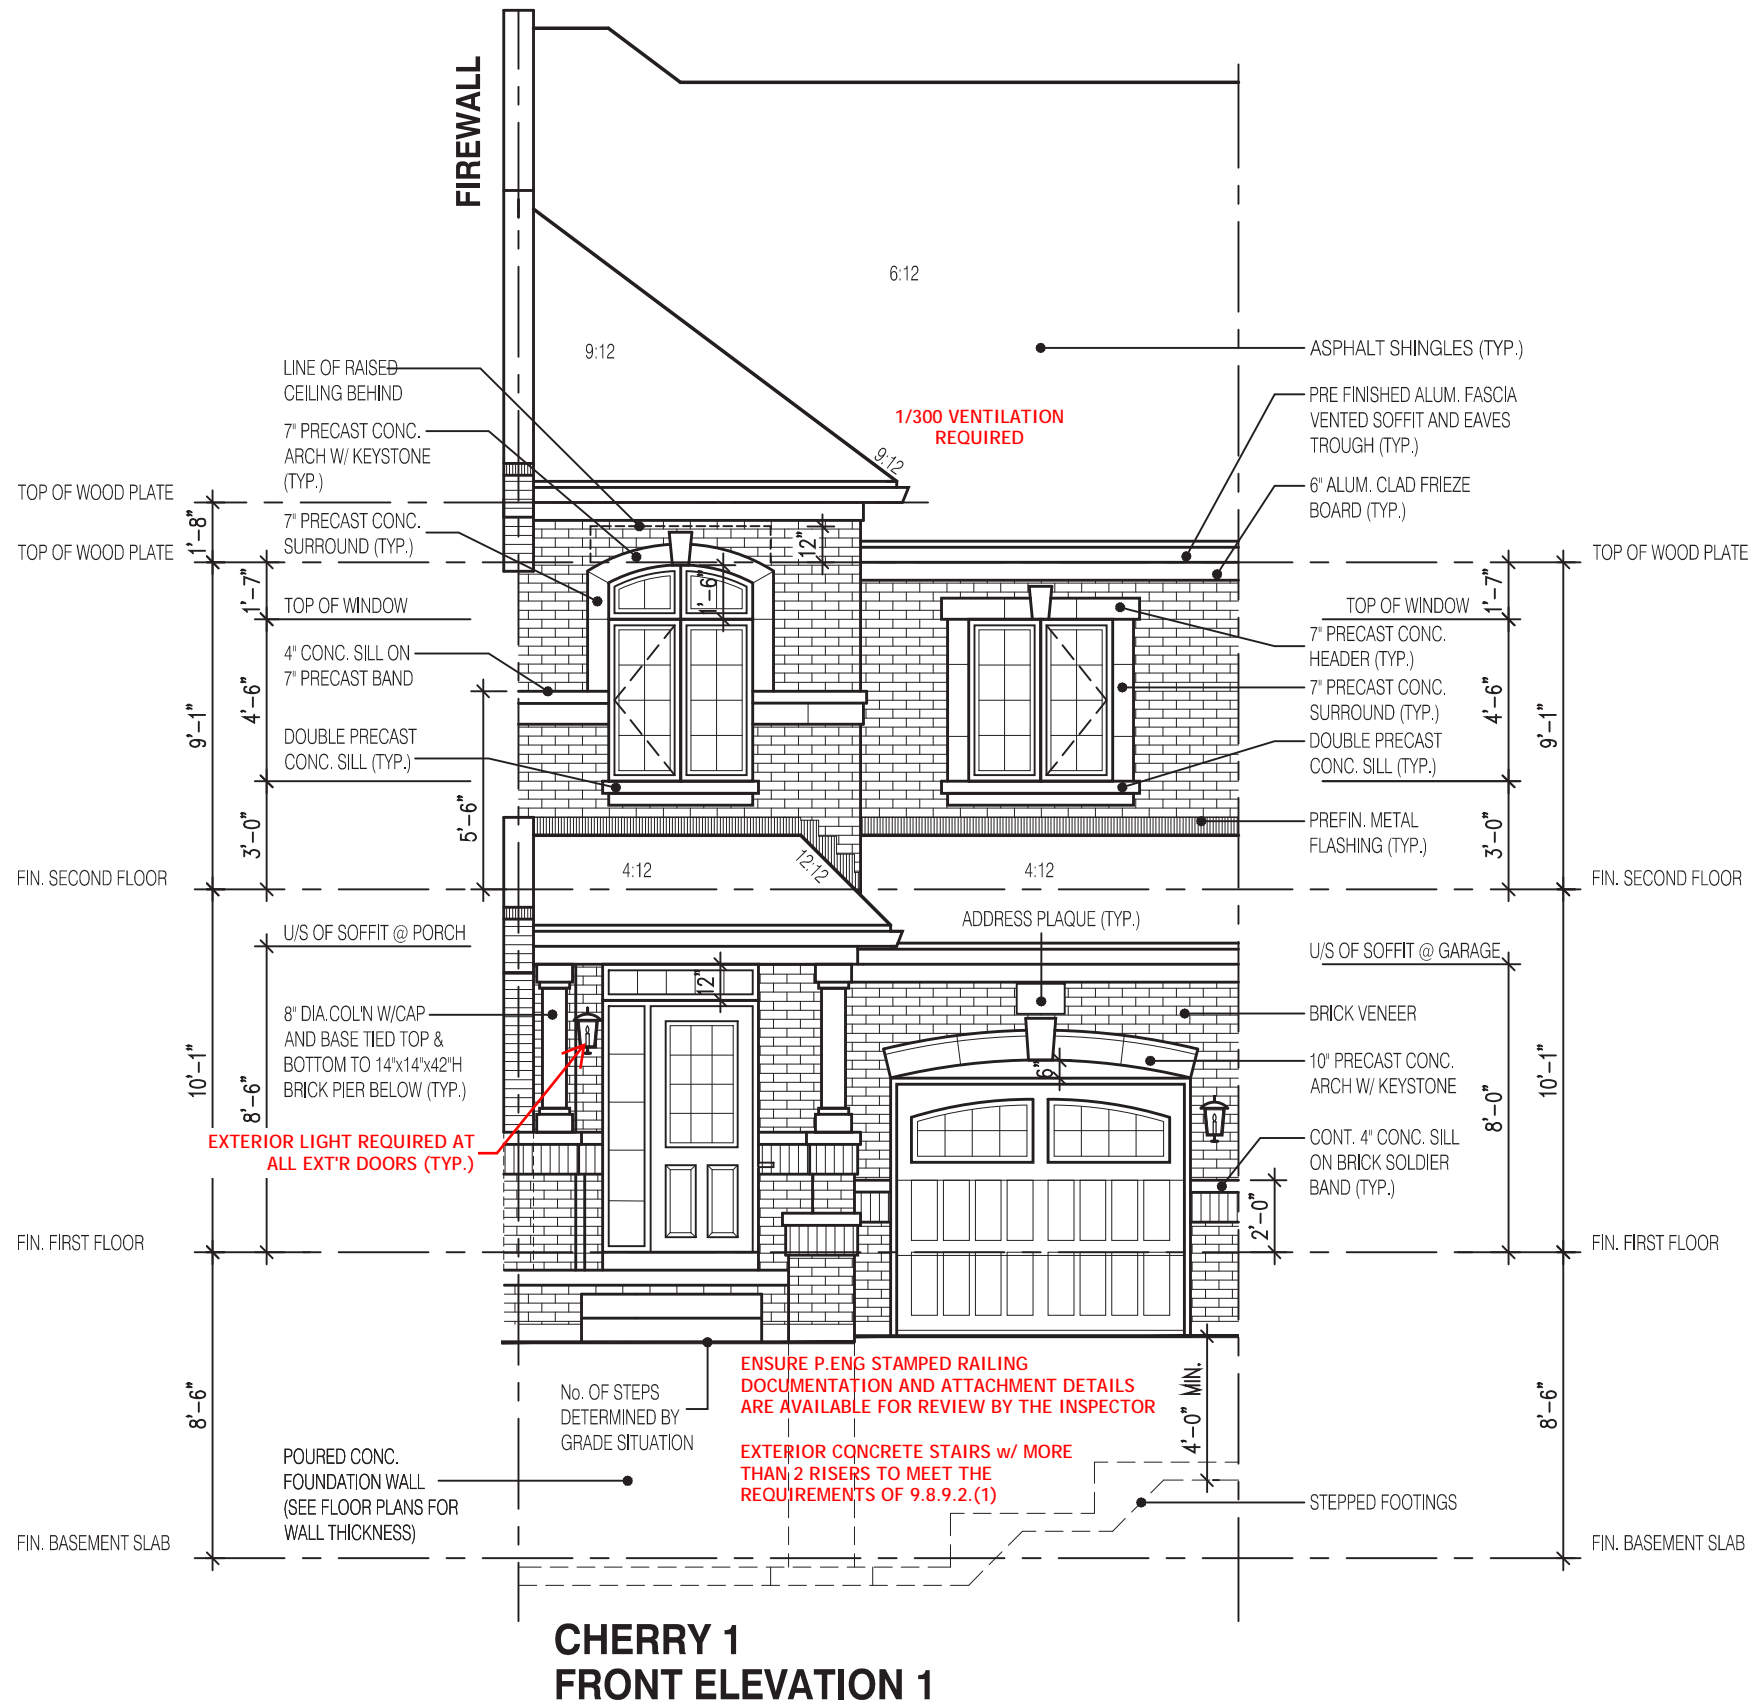 FIREWALL
6:12
9:12
9:12
LINE OF RAISED
CEILING BEHIND
7" PRECAST CONC.
ARCH W/ KEYSTONE
(TYP.)
TOP OF WOOD PLATE
1'-8"
7" PRECAST CONC.
SURROUND (TYP.)
TOP OF WOOD PLATE
1'-7"
TOP OF WINDOW
4" CONC. SILL ON
7" PRECAST BAND
4'-6"
9'-1"
DOUBLE PRECAST
CONC. SILL (TYP.)
5'-6"
3'-0"
FIN. SECOND FLOOR
U/S OF SOFFIT @ PORCH
8" DIA.COL'N W/CAP
AND BASE TIED TOP &
BOTTOM TO 14"x14"x42"H
BRICK PIER BELOW (TYP.)
10'-1"
8'-6"
EXTERIOR LIGHT REQUIRED AT
ALL EXT'R DOORS (TYP.)
FIN. FIRST FLOOR
8'-6"
POURED CONC.
FOUNDATION WALL
(SEE FLOOR PLANS FOR
WALL THICKNESS)
FIN. BASEMENT SLAB
1/300 VENTILATION
REQUIRED
12"
1'-6"
4:12
12:12
4:12
ADDRESS PLAQUE (TYP.)
12"
6"
No. OF STEPS
DETERMINED BY
GRADE SITUATION
ENSURE P.ENG STAMPED RAILING
DOCUMENTATION AND ATTACHMENT DETAILS
ARE AVAILABLE FOR REVIEW BY THE INSPECTOR
EXTERIOR CONCRETE STAIRS w/ MORE
THAN 2 RISERS TO MEET THE
REQUIREMENTS OF 9.8.9.2.(1)
ASPHALT SHINGLES (TYP.)
PRE FINISHED ALUM. FASCIA
VENTED SOFFIT AND EAVES
TROUGH (TYP.)
6" ALUM. CLAD FRIEZE
BOARD (TYP.)
TOP OF WOOD PLATE
1'-7"
TOP OF WINDOW
7" PRECAST CONC.
HEADER (TYP.)
7" PRECAST CONC.
SURROUND (TYP.)
4'-6"
9'-1"
DOUBLE PRECAST
CONC. SILL (TYP.)
PREFIN. METAL
FLASHING (TYP.)
3'-0"
FIN. SECOND FLOOR
U/S OF SOFFIT @ GARAGE
BRICK VENEER
10" PRECAST CONC.
ARCH W/ KEYSTONE
10'-1"
8'-0"
CONT. 4" CONC. SILL
ON BRICK SOLDIER
BAND (TYP.)
2'-0"
FIN. FIRST FLOOR
4'-0" MIN.
8'-6"
STEPPED FOOTINGS
FIN. BASEMENT SLAB
CHERRY 1
FRONT ELEVATION 1